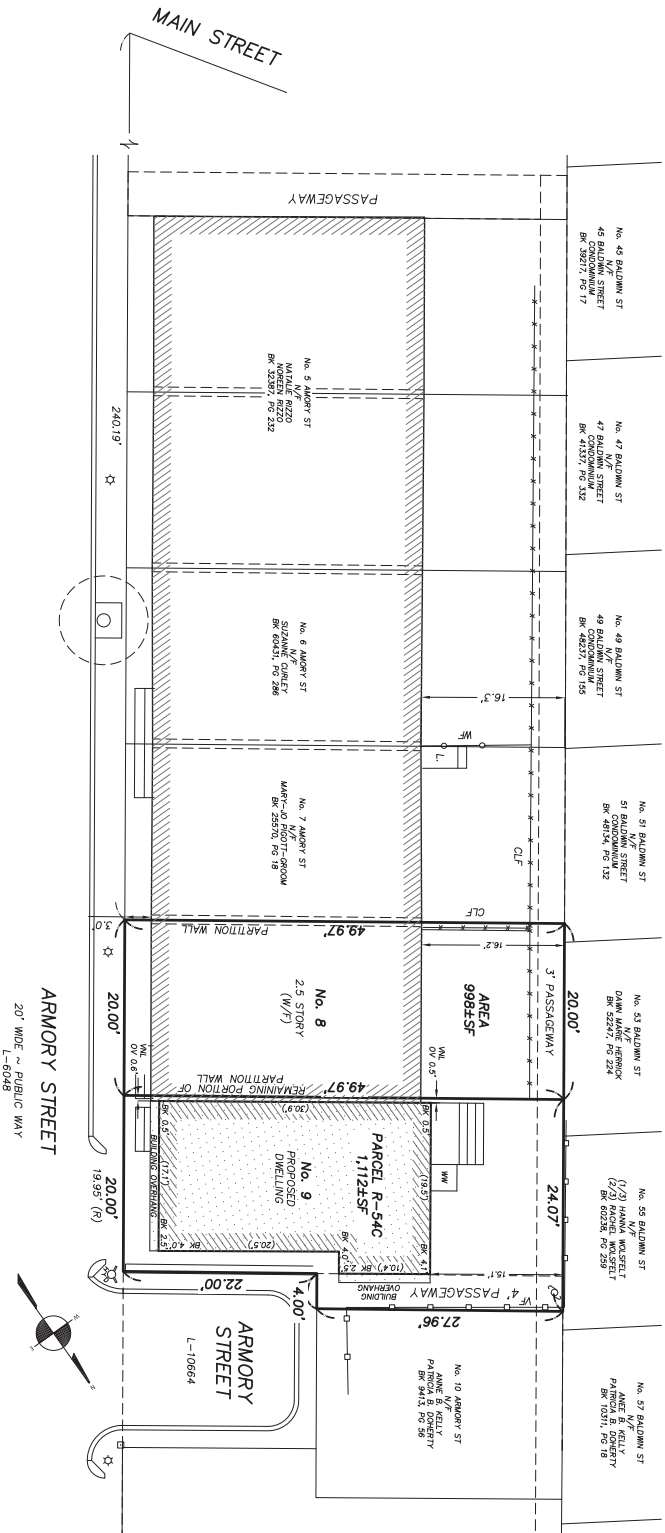 MAIN STREET
PASSAGEWAY
No. 45 BALDWIN ST
N/F
45 BALDWIN STREET
CONDOMINIUM
BK 39217, PG 17
No. 47 BALDWIN ST
N/F
47 BALDWIN STREET
CONDOMINIUM
BK 41337, PG 332
No. 49 BALDWIN ST
N/F
49 BALDWIN STREET
CONDOMINIUM
BK 48237, PG 155
No. 51 BALDWIN ST
N/F
51 BALDWIN STREET
CONDOMINIUM
BK 48134, PG 132
No. 53 BALDWIN ST
N/F
DAWN MARIE HERRICK
BK 52247, PG 224
No. 55 BALDWIN ST
N/F
(1/3) HANNA WOLSFELT
(2/3) RACHEL WOLSFELT
BK 60238, PG 259
No. 57 BALDWIN ST
N/F
ANEE B. KELLY
PATRICIA B. DOHERTY
BK 10311, PG 18
No. 5 AMORY ST
N/F
NATALIE RIZZO
NOREEN RIZZO
BK 32387, PG 232
No. 6 AMORY ST
N/F
SUZANNE CURLEY
BK 60431, PG 286
No. 7 AMORY ST
N/F
MARY-JO PIGOTT-GROOM
BK 25570, PG 18
240.19'
16.3'
WF
L.
CLF
CLF
3' PASSAGEWAY
20.00'
16.2'
AREA
998±SF
49.97'
PARTITION WALL
No. 8
2.5 STORY
(W/F)
3.0'
20.00'
VNL
OV 0.6'
VNL
OV 0.5'
49.97'
REMAINING PORTION OF
PARTITION WALL
(30.9')
BK 0.5'
BK 0.5'
24.07'
WW
(19.5')
PARCEL R-54C
1,112±SF
No. 9
PROPOSED
DWELLING
(17.1')
BUILDING OVERHANG
BK 2.5'
BK 4.0'
(20.5')
BK 4.0'
BK 2.5'
(10.4')
BK 4.1'
15.1'
BUILDING
OVERHANG
4' PASSAGEWAY
VF
27.96'
20.00'
19.95' (R)
22.00'
4.00'
ARMORY
STREET
L-10664
No. 10 ARMORY ST
N/F
ANNE B. KELLY
PATRICIA B. DOHERTY
BK 9413, PG 56
ARMORY STREET
20' WIDE ~ PUBLIC WAY
L-6048